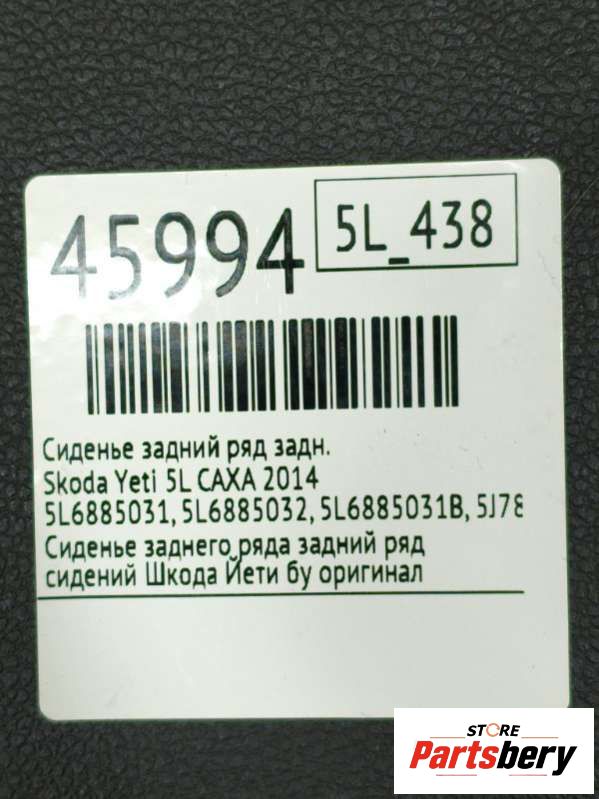 45994
5L_438
Сиденье задний ряд задн.
Skoda Yeti 5L CAXA 2014
5L6885031, 5L6885032, 5L6885031B, 5J78
Сиденье заднего ряда задний ряд
сидений Шкода Йети бу оригинал
STORE
Partsbery